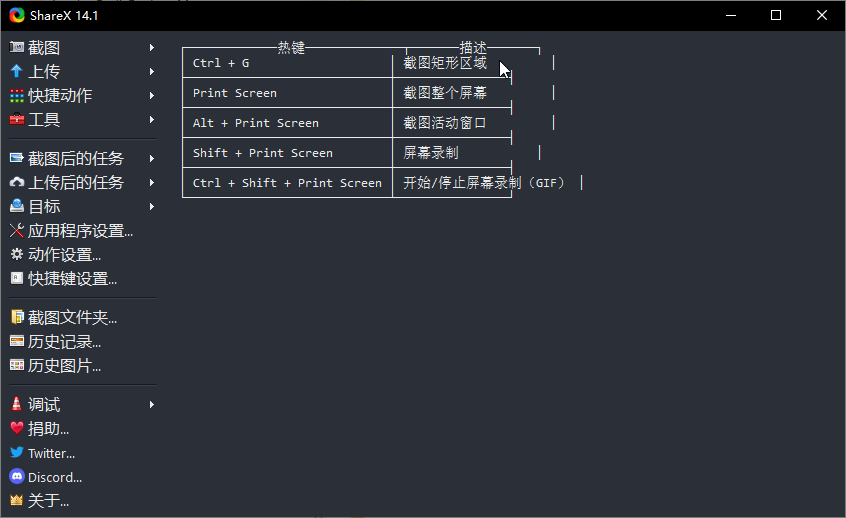 ShareX 14.1
截图
上传
快捷动作
工具
截图后的任务
上传后的任务
目标
应用程序设置...
动作设置...
快捷键设置...
截图文件夹...
历史记录...
历史图片...
调试
捐助...
Twitter...
Discord...
关于...
热键 描述
Ctrl + G 截图矩形区域
Print Screen 截图整个屏幕
Alt + Print Screen 截图活动窗口
Shift + Print Screen 屏幕录制
Ctrl + Shift + Print Screen 开始/停止屏幕录制（GIF）